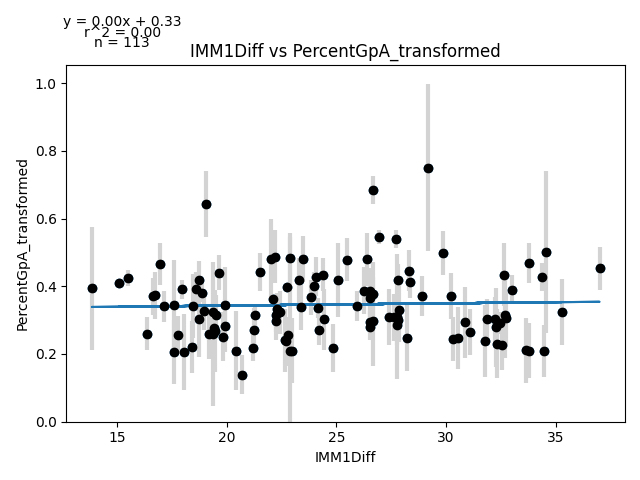 y = 0.00x + 0.33
r^2 = 0.00
n = 113
IMM1Diff vs PercentGpA_transformed
PercentGpA_transformed
1.0
0.8
0.6
0.4
0.2
0.0
15 20 25 30 35
IMM1Diff